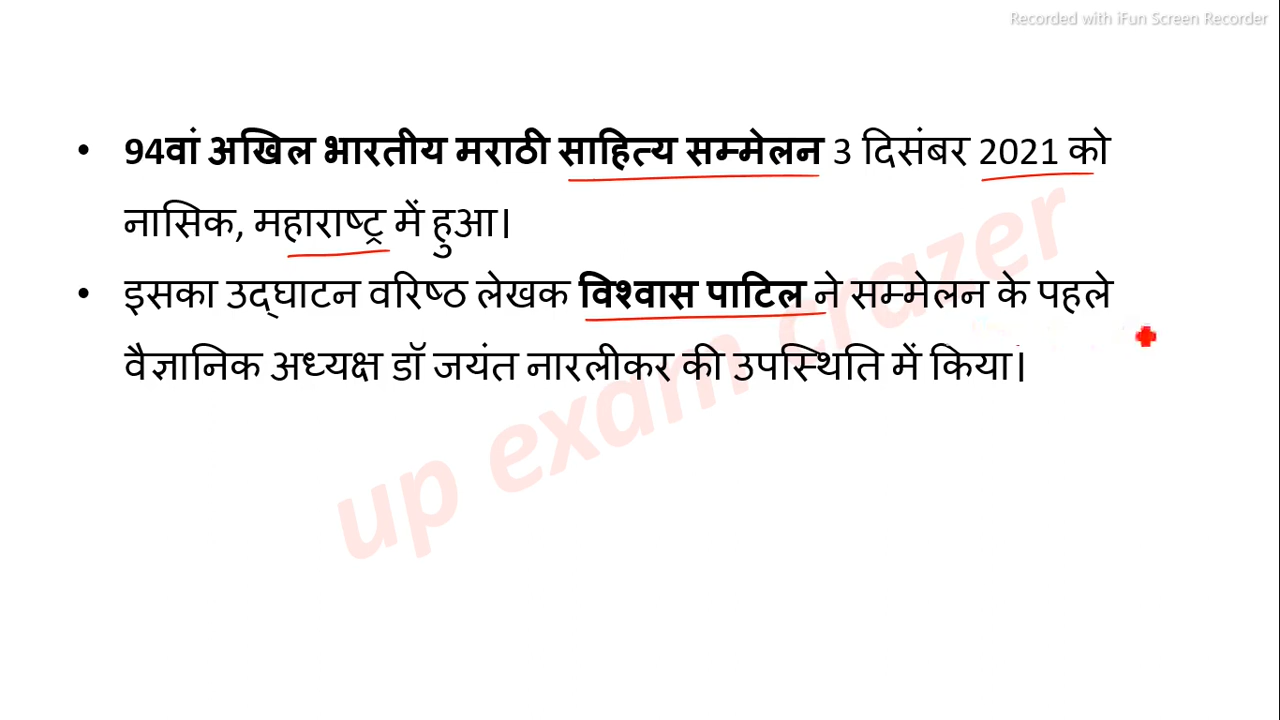 Recorded with iFun Screen Recorder
• 94वां अखिल भारतीय मराठी साहित्य सम्मेलन 3 दिसंबर 2021 को
नासिक, महाराष्ट्र में हुआ।
• इसका उद्घाटन वरिष्ठ लेखक विश्वास पाटिल ने सम्मेलन के पहले
वैज्ञानिक अध्यक्ष डॉ जयंत नारलीकर की उपस्थिति में किया।
up exam crazer